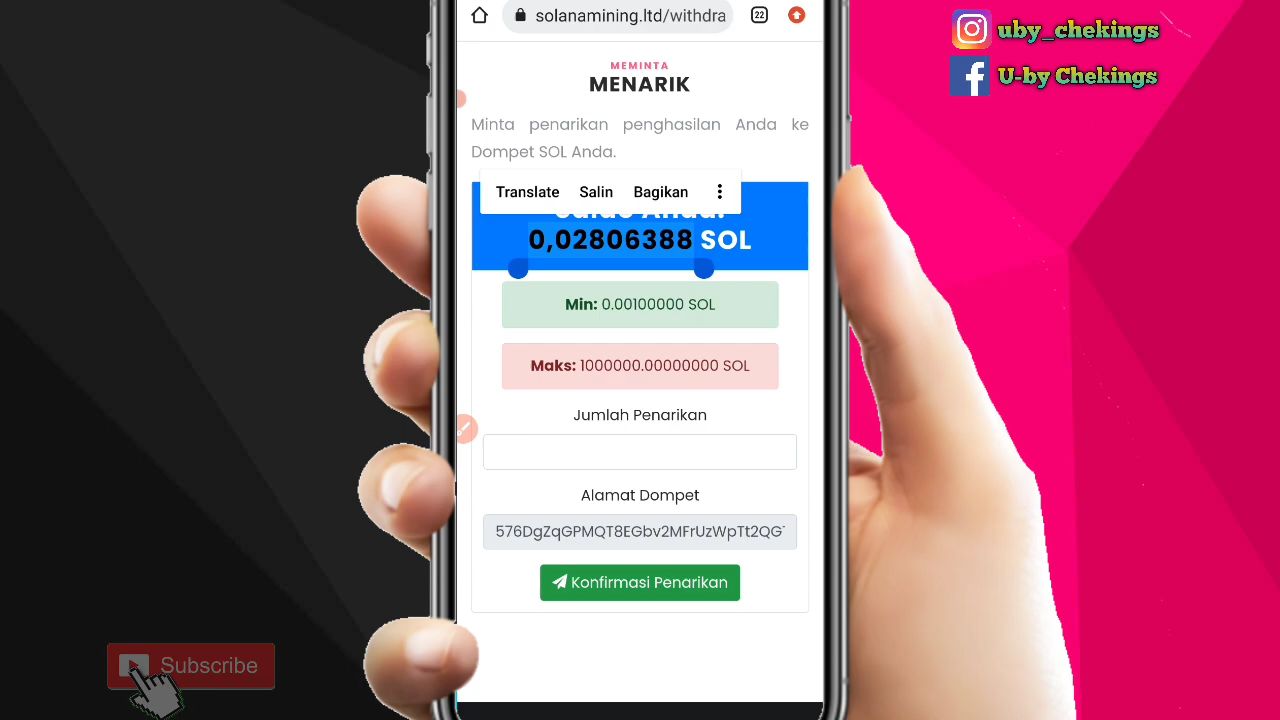 solanamining.ltd/withdra
22
uby_chekings
U-by Chekings
MEMINTA
MENARIK
Minta penarikan penghasilan Anda ke
Dompet SOL Anda.
Translate Salin Bagikan
Saldo Anda:
0,02806388 SOL
Min: 0.00100000 SOL
Maks: 1000000.00000000 SOL
Jumlah Penarikan
Alamat Dompet
576DgZqGPMQT8EGbv2MFrUzWpTt2QG
Konfirmasi Penarikan
Subscribe